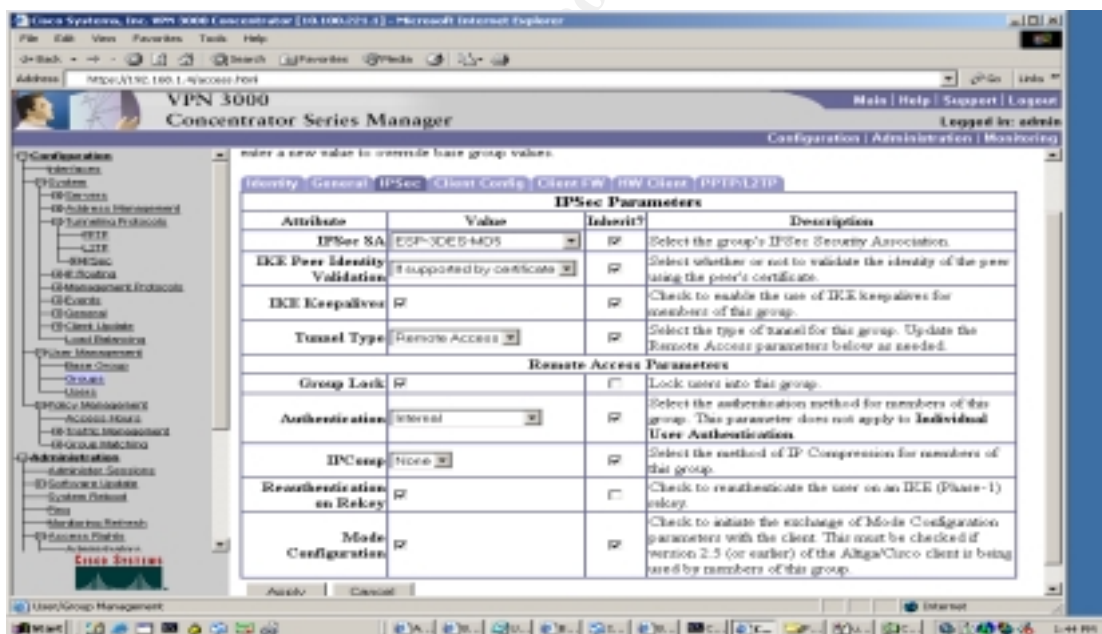 Cisco Systems, Inc. VPN 3000 Concentrator [10.100.221.1] - Microsoft Internet Explorer
File Edit View Favorites Tools Help
Back Search Favorites Media
Address
Go Links
VPN 3000
Concentrator Series Manager
Main | Help | Support | Logout
Logged in: admin
Configuration | Administration | Monitoring
Configuration
Interfaces
System
Servers
Address Management
Tunneling Protocols
PPTP
L2TP
IPSec
IP Routing
Management Protocols
Events
General
Client Update
Load Balancing
User Management
Base Group
Groups
Users
Policy Management
Access Hours
Traffic Management
Group Matching
Administration
Administer Sessions
Software Update
System Reboot
Ping
Monitoring Refresh
Access Rights
Administrators
CISCO SYSTEMS
enter a new value to override base group values.
Identity General IPSec Client Config Client FW HW Client PPTP/L2TP
IPSec Parameters
Attribute Value Inherit? Description
IPSec SA ESP-3DES-MD5 Select the group's IPSec Security Association.
IKE Peer Identity Validation If supported by certificate Select whether or not to validate the identity of the peer
using the peer's certificate.
IKE Keepalives Check to enable the use of IKE keepalives for
members of this group.
Tunnel Type Remote Access Select the type of tunnel for this group. Update the
Remote Access parameters below as needed.
Remote Access Parameters
Group Lock Lock users into this group.
Authentication Internal Select the authentication method for members of this
group. This parameter does not apply to Individual
User Authentication.
IPComp None Select the method of IP Compression for members of
this group.
Reauthentication on Rekey Check to reauthenticate the user on an IKE (Phase-1)
rekey.
Mode Configuration Check to initiate the exchange of Mode Configuration
parameters with the client. This must be checked if
version 2.5 (or earlier) of the Altiga/Cisco client is being
used by members of this group.
Apply Cancel
User/Group Management
Internet
Start
1:44 PM